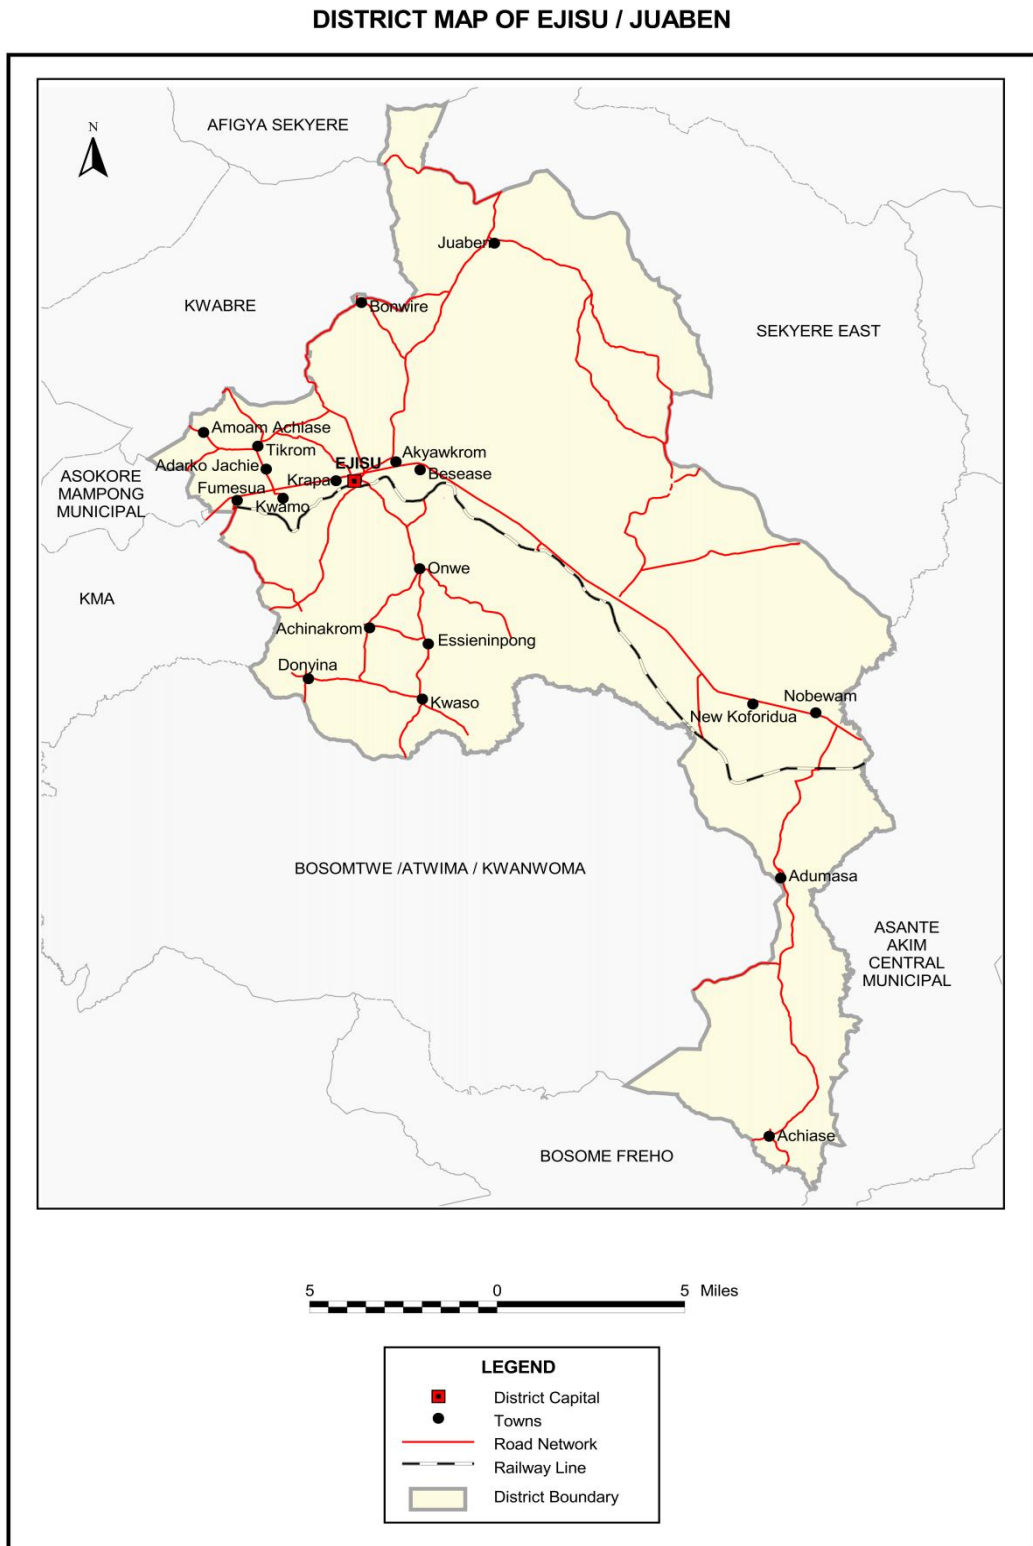 DISTRICT MAP OF EJISU / JUABEN
N
AFIGYA SEKYERE
Juaben
KWABRE
Bonwire
SEKYERE EAST
Amoam Achiase
Tikrom
Adarko Jachie
EJISU
Akyawkrom
Besease
Krapa
Fumesua
Kwamo
ASOKORE
MAMPONG
MUNICIPAL
KMA
Onwe
Achinakrom
Essieninpong
Donyina
Kwaso
Nobewam
New Koforidua
BOSOMTWE /ATWIMA / KWANWOMA
Adumasa
ASANTE
AKIM
CENTRAL
MUNICIPAL
Achiase
BOSOME FREHO
5 0 5 Miles
LEGEND
District Capital
Towns
Road Network
Railway Line
District Boundary